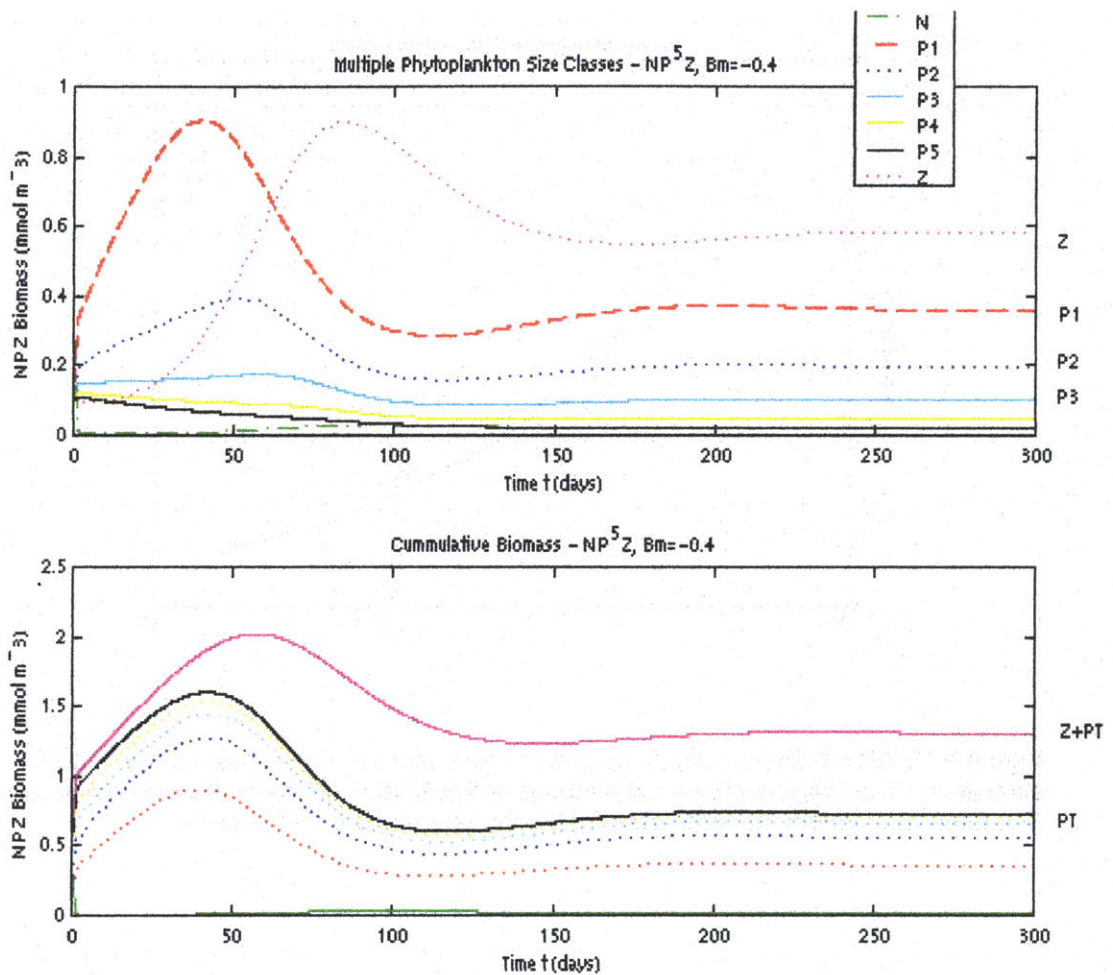 N
P1
P2
P3
P4
P5
Z
Multiple Phytoplankton Size Classes - NP⁵Z, Bm=-0.4
1
0.8
0.6
0.4
0.2
0
NPZ Biomass (mmol m⁻3)
0 50 100 150 200 250 300
Time t (days)
Z
P1
P2
P3
Cummulative Biomass - NP⁵Z, Bm=-0.4
2.5
2
1.5
1
0.5
0
NPZ Biomass (mmol m⁻3)
0 50 100 150 200 250 300
Time t (days)
Z+PT
PT